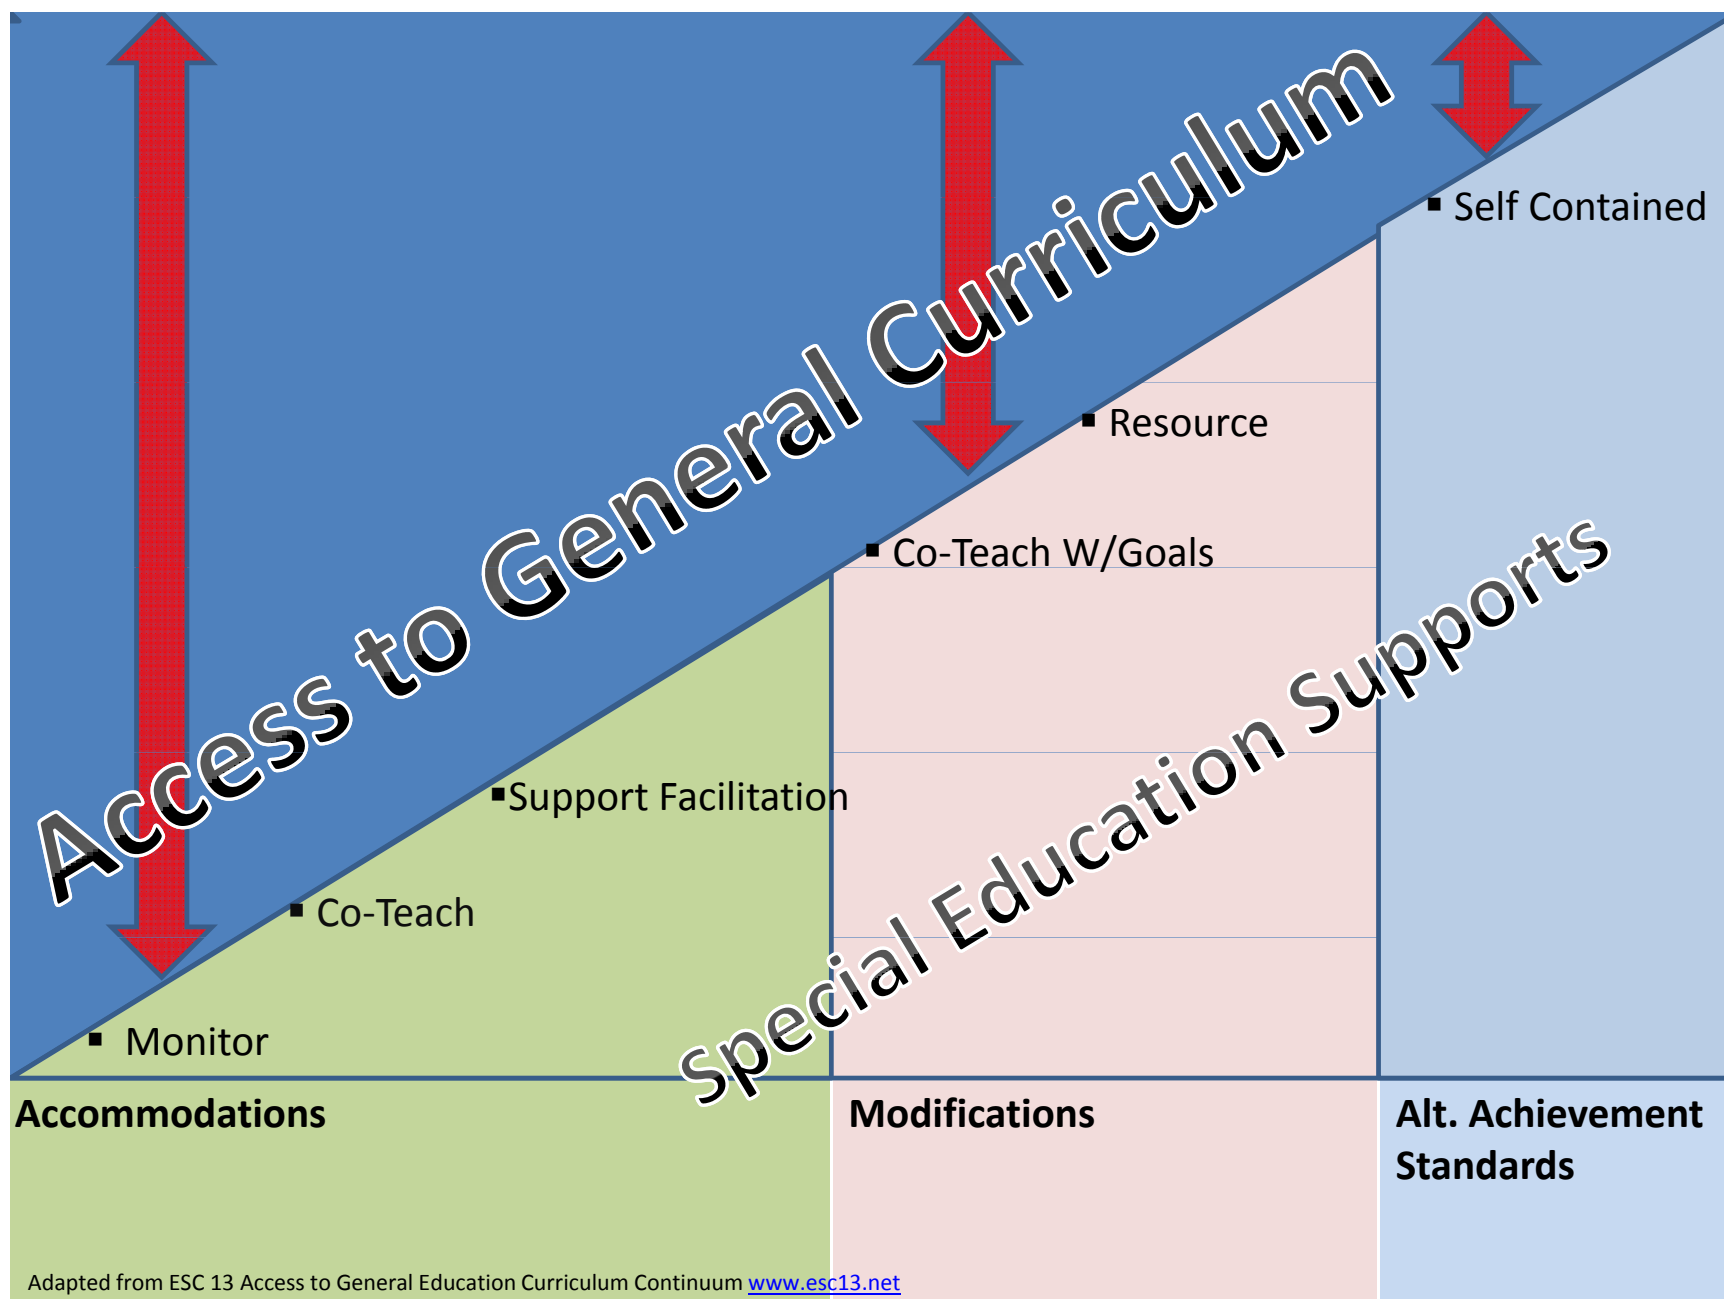 Access to General Curriculum
▪ Self Contained
▪ Resource
▪ Co-Teach W/Goals
Special Education Supports
▪Support Facilitation
▪ Co-Teach
▪ Monitor
Accommodations
Modifications
Alt. Achievement
Standards
Adapted from ESC 13 Access to General Education Curriculum Continuum www.esc13.net